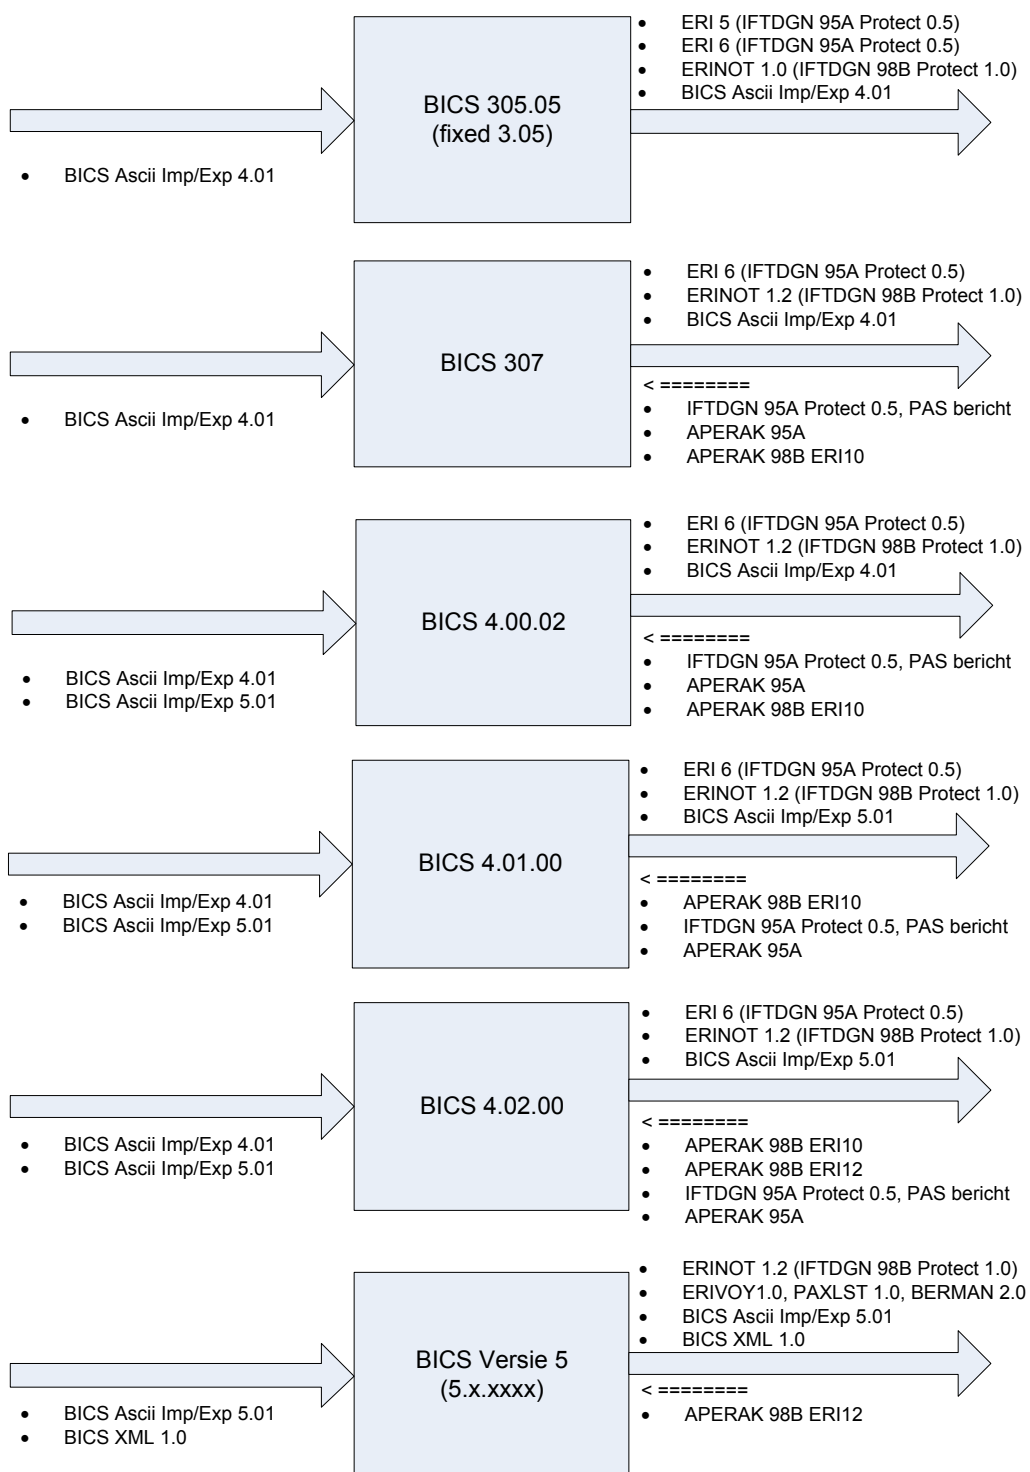 • ERI 5 (IFTDGN 95A Protect 0.5)
• ERI 6 (IFTDGN 95A Protect 0.5)
• ERINOT 1.0 (IFTDGN 98B Protect 1.0)
• BICS Ascii Imp/Exp 4.01
BICS 305.05
(fixed 3.05)
• BICS Ascii Imp/Exp 4.01
• ERI 6 (IFTDGN 95A Protect 0.5)
• ERINOT 1.2 (IFTDGN 98B Protect 1.0)
• BICS Ascii Imp/Exp 4.01
BICS 307
< ========
• BICS Ascii Imp/Exp 4.01
• IFTDGN 95A Protect 0.5, PAS bericht
• APERAK 95A
• APERAK 98B ERI10
• ERI 6 (IFTDGN 95A Protect 0.5)
• ERINOT 1.2 (IFTDGN 98B Protect 1.0)
• BICS Ascii Imp/Exp 4.01
BICS 4.00.02
< ========
• BICS Ascii Imp/Exp 4.01
• BICS Ascii Imp/Exp 5.01
• IFTDGN 95A Protect 0.5, PAS bericht
• APERAK 95A
• APERAK 98B ERI10
• ERI 6 (IFTDGN 95A Protect 0.5)
• ERINOT 1.2 (IFTDGN 98B Protect 1.0)
• BICS Ascii Imp/Exp 5.01
BICS 4.01.00
< ========
• BICS Ascii Imp/Exp 4.01
• BICS Ascii Imp/Exp 5.01
• APERAK 98B ERI10
• IFTDGN 95A Protect 0.5, PAS bericht
• APERAK 95A
• ERI 6 (IFTDGN 95A Protect 0.5)
• ERINOT 1.2 (IFTDGN 98B Protect 1.0)
• BICS Ascii Imp/Exp 5.01
BICS 4.02.00
< ========
• BICS Ascii Imp/Exp 4.01
• BICS Ascii Imp/Exp 5.01
• APERAK 98B ERI10
• APERAK 98B ERI12
• IFTDGN 95A Protect 0.5, PAS bericht
• APERAK 95A
• ERINOT 1.2 (IFTDGN 98B Protect 1.0)
• ERIVOY1.0, PAXLST 1.0, BERMAN 2.0
• BICS Ascii Imp/Exp 5.01
• BICS XML 1.0
BICS Versie 5
(5.x.xxxx)
< ========
• BICS Ascii Imp/Exp 5.01
• BICS XML 1.0
• APERAK 98B ERI12